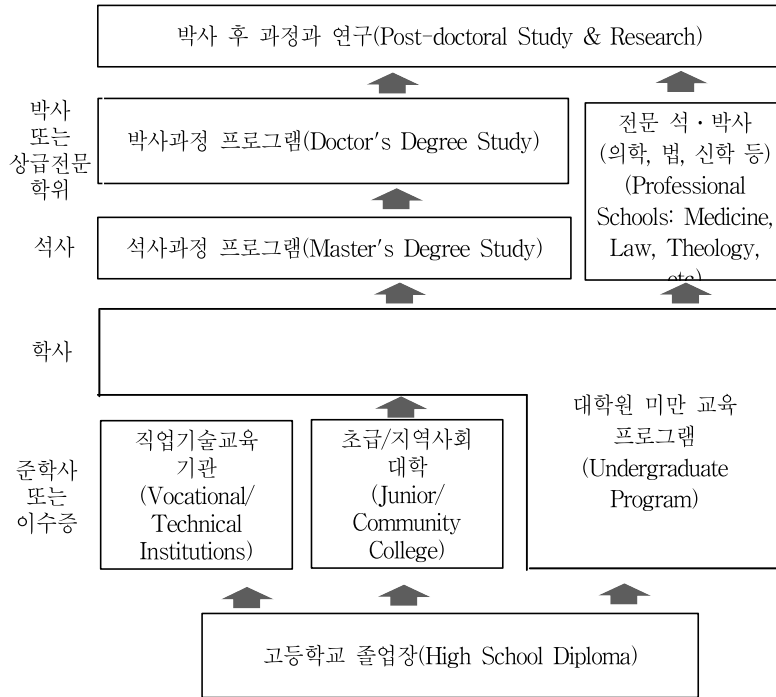 박사 후 과정과 연구(Post-doctoral Study & Research)
박사
또는
상급전문
학위
박사과정 프로그램(Doctor's Degree Study)
전문 석・박사
(의학, 법, 신학 등)
(Professional
Schools: Medicine,
Law, Theology,
etc)
석사
석사과정 프로그램(Master's Degree Study)
학사
대학원 미만 교육
프로그램
(Undergraduate
Program)
준학사
또는
이수증
직업기술교육
기관
(Vocational/
Technical
Institutions)
초급/지역사회
대학
(Junior/
Community
College)
고등학교 졸업장(High School Diploma)